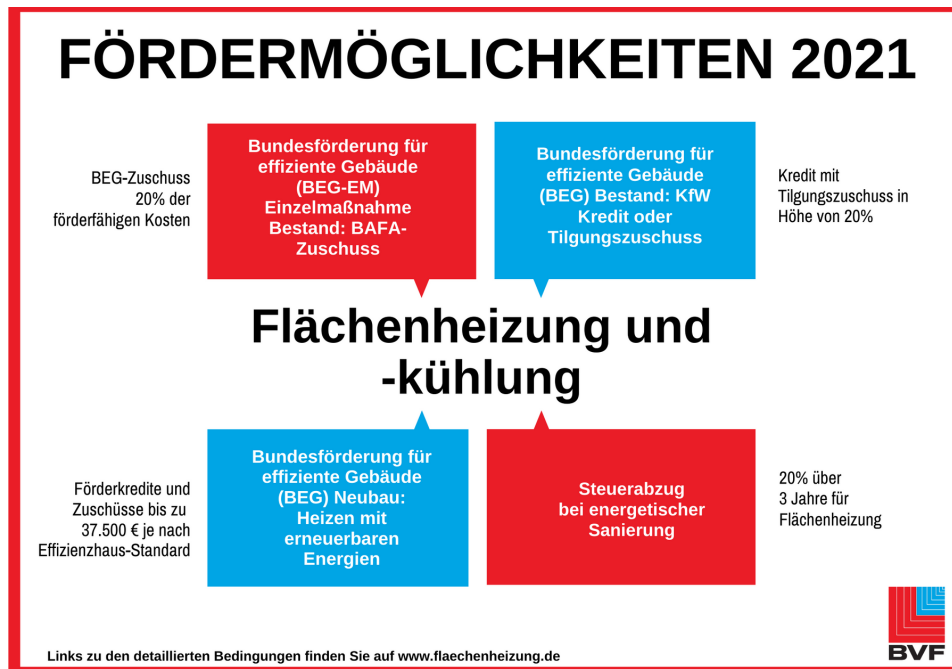 FÖRDERMÖGLICHKEITEN 2021
BEG-Zuschuss
20% der
förderfähigen Kosten
Bundesförderung für
effiziente Gebäude
(BEG-EM)
Einzelmaßnahme
Bestand: BAFA-
Zuschuss
Bundesförderung für
effiziente Gebäude
(BEG) Bestand: KfW
Kredit oder
Tilgungszuschuss
Kredit mit
Tilgungszuschuss in
Höhe von 20%
Flächenheizung und
-kühlung
Förderkredite und
Zuschüsse bis zu
37.500 € je nach
Effizienzhaus-Standard
Bundesförderung für
effiziente Gebäude
(BEG) Neubau:
Heizen mit
erneuerbaren
Energien
Steuerabzug
bei energetischer
Sanierung
20% über
3 Jahre für
Flächenheizung
Links zu den detaillierten Bedingungen finden Sie auf www.flaechenheizung.de
BVF